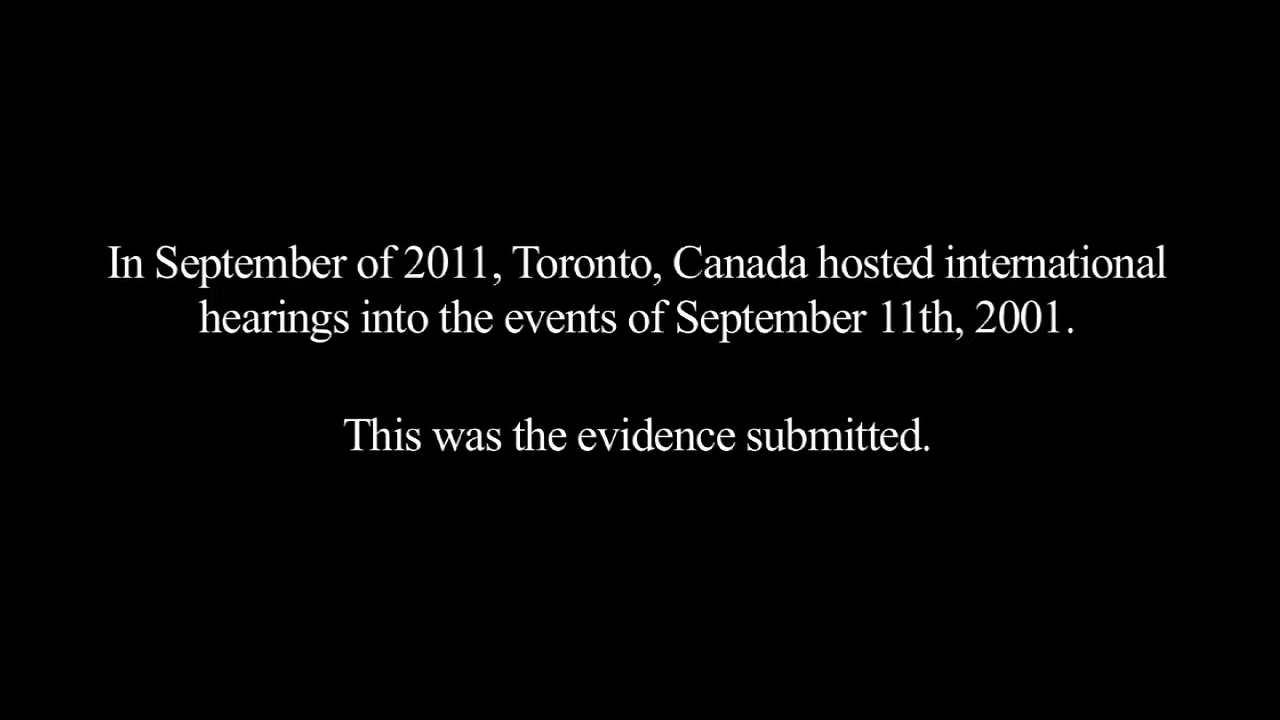 In September of 2011, Toronto, Canada hosted international
hearings into the events of September 11th, 2001.
This was the evidence submitted.